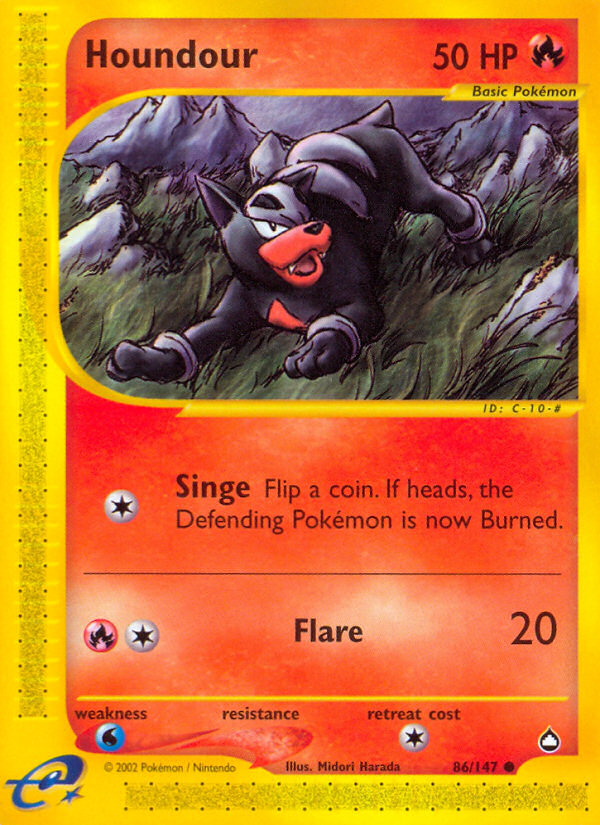 Houndour 50 HP
Basic Pokémon
ID: C-10-#
Singe Flip a coin. If heads, the
Defending Pokémon is now Burned.
Flare 20
weakness resistance retreat cost
© 2002 Pokémon / Nintendo Illus. Midori Harada 86/147
e